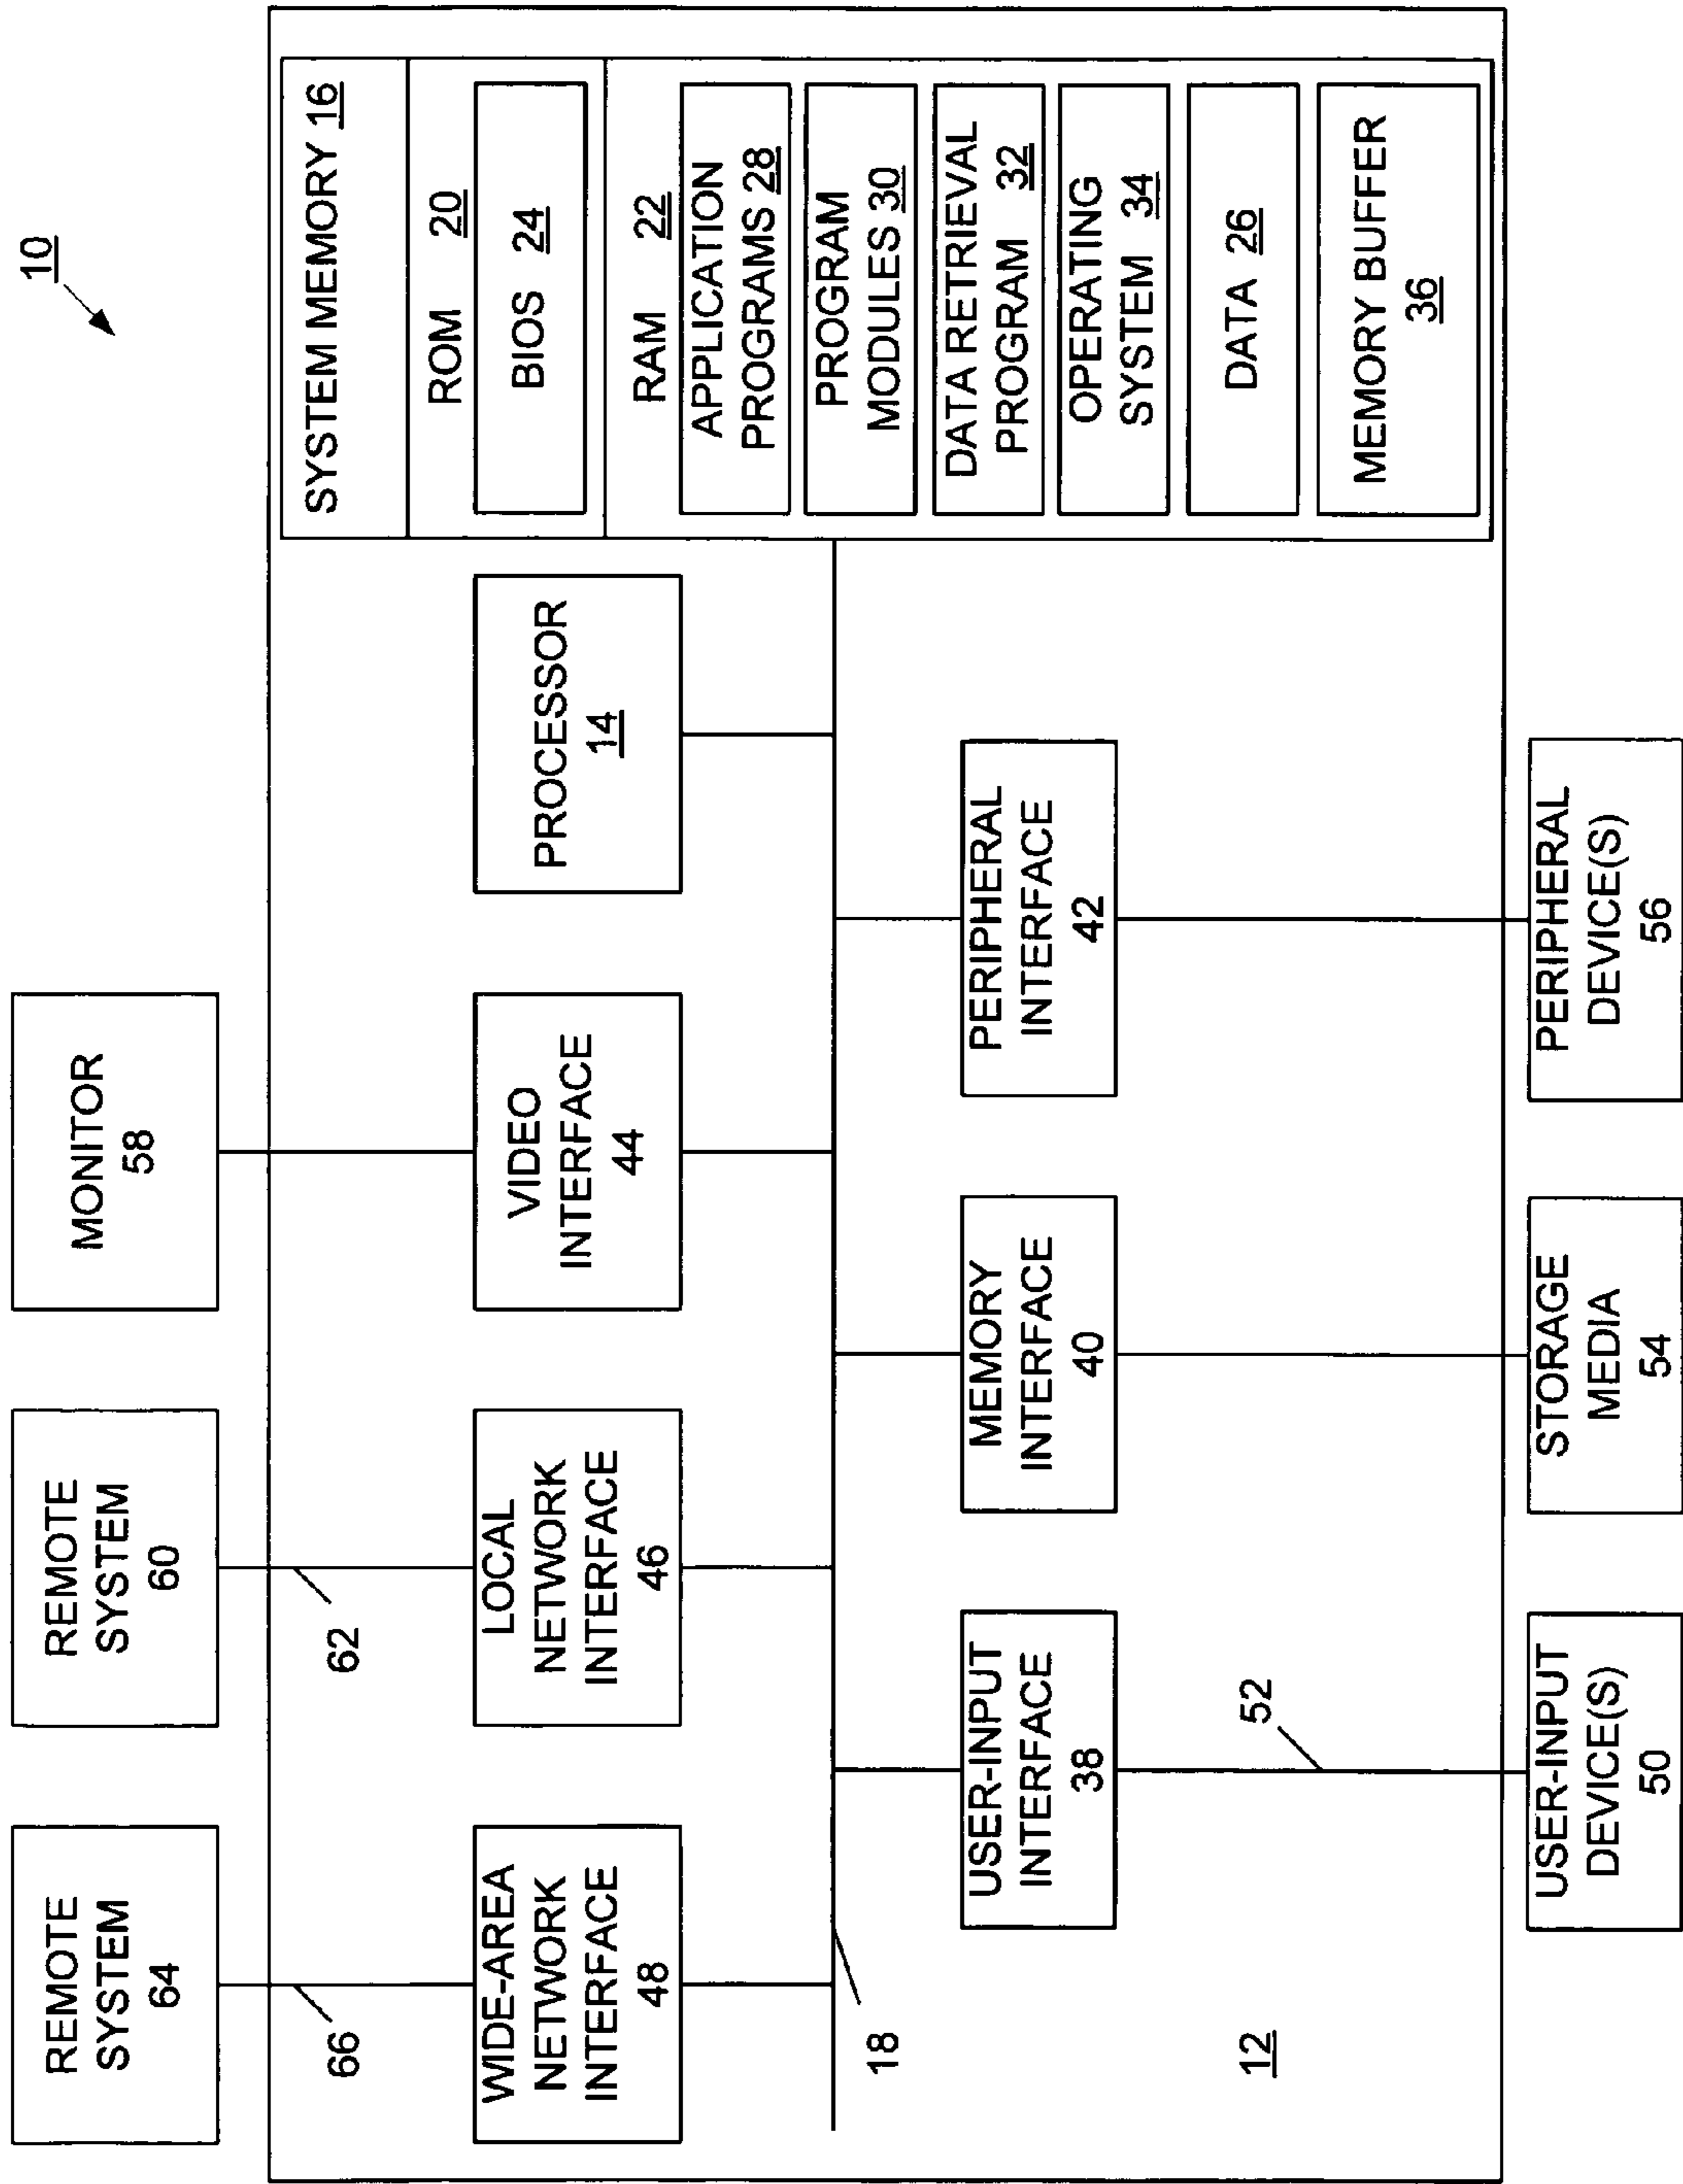 10
REMOTE
SYSTEM
64
REMOTE
SYSTEM
60
MONITOR
58
66
62
WIDE-AREA
NETWORK
INTERFACE
48
LOCAL
NETWORK
INTERFACE
46
VIDEO
INTERFACE
44
PROCESSOR
14
SYSTEM MEMORY 16
ROM 20
BIOS 24
RAM 22
APPLICATION
PROGRAMS 28
PROGRAM
MODULES 30
DATA RETRIEVAL
PROGRAM 32
OPERATING
SYSTEM 34
DATA 26
MEMORY BUFFER
36
18
USER-INPUT
INTERFACE
38
MEMORY
INTERFACE
40
PERIPHERAL
INTERFACE
42
12
52
USER-INPUT
DEVICE(S)
50
STORAGE
MEDIA
54
PERIPHERAL
DEVICE(S)
56